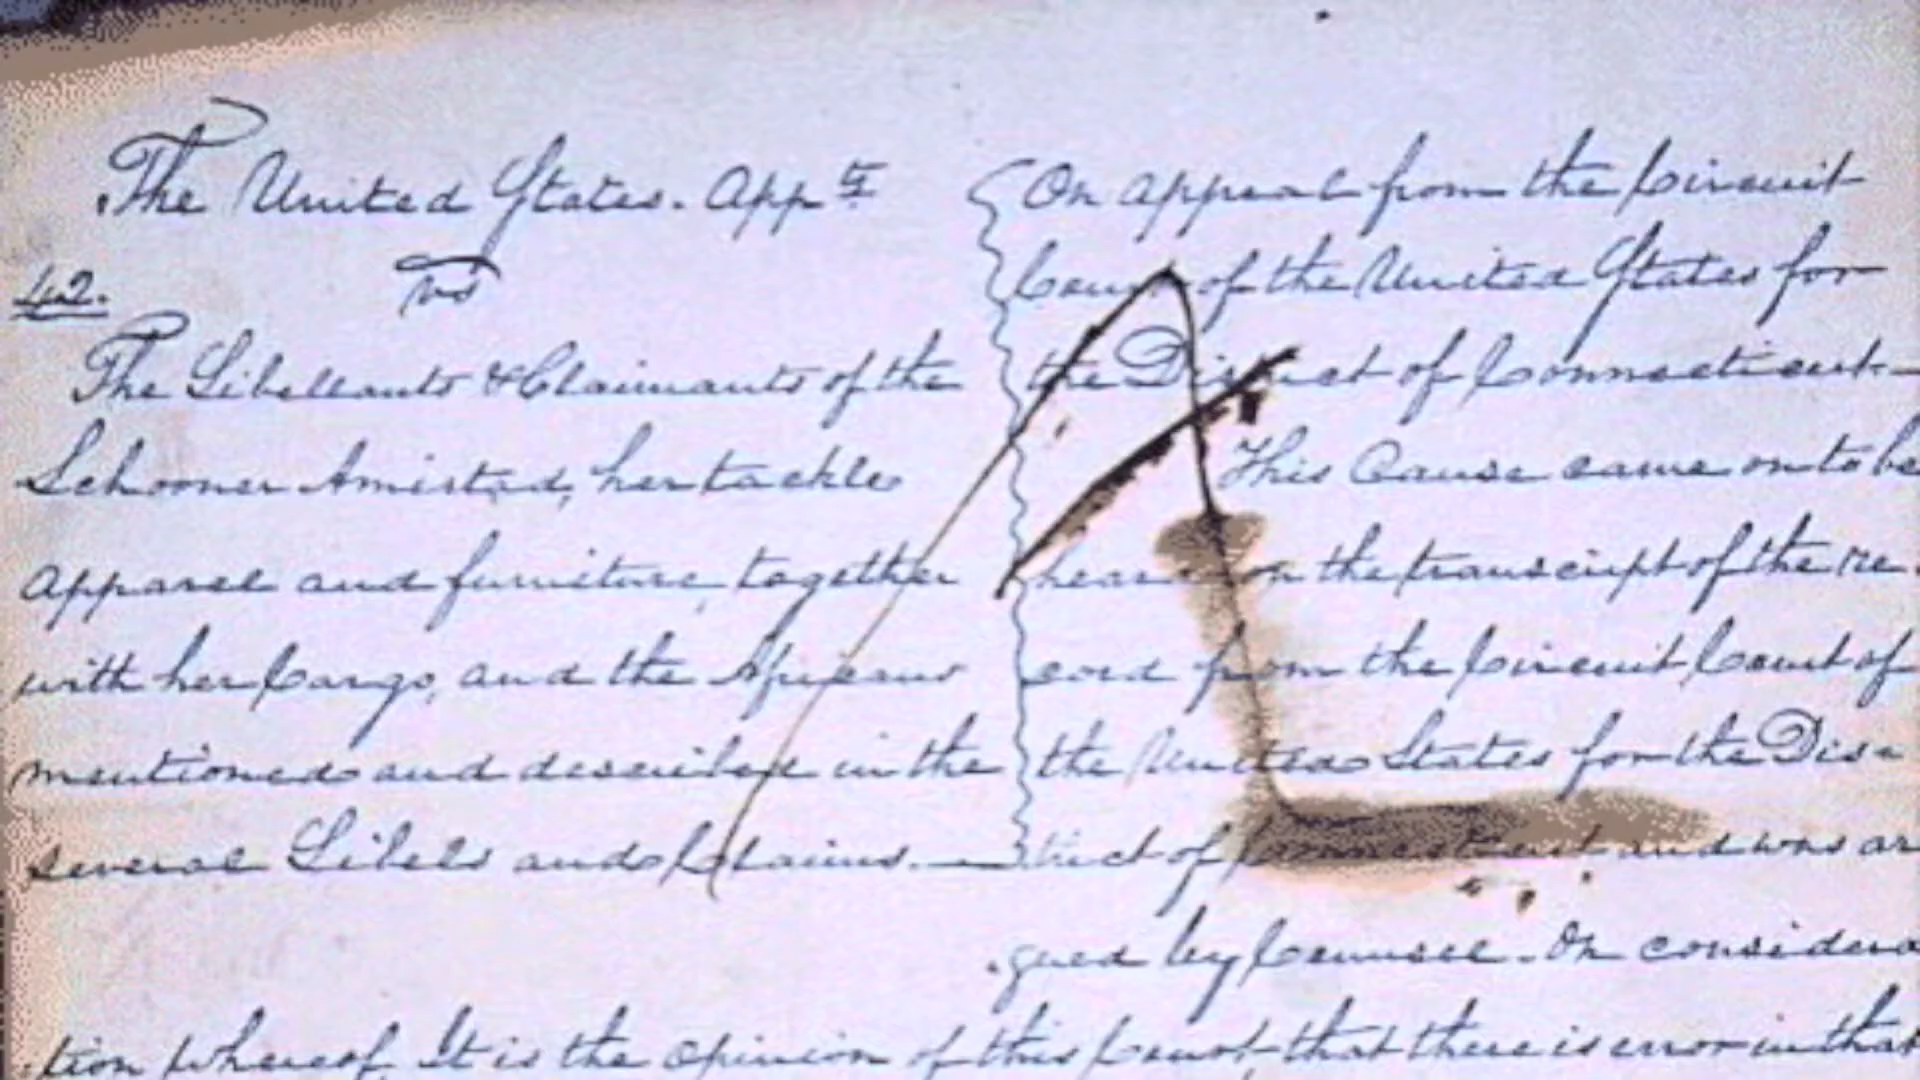 The United States. Appts
vs
42.
The Libellants & Claimants of the
Schooner Amistad, her tackle
apparel and furniture, together
with her Cargo, and the Africans
mentioned and described in the
several Libels and Claims.
On appeal from the Circuit
Court of the United States for
the District of Connecticut
This Cause came on to be
heard on the transcript of the re
cord from the Circuit Court of
the United States for the Dis
trict of Connecticut and was ar
gued by Counsel. On considera
tion whereof, It is the opinion of this Court, that there is error in that